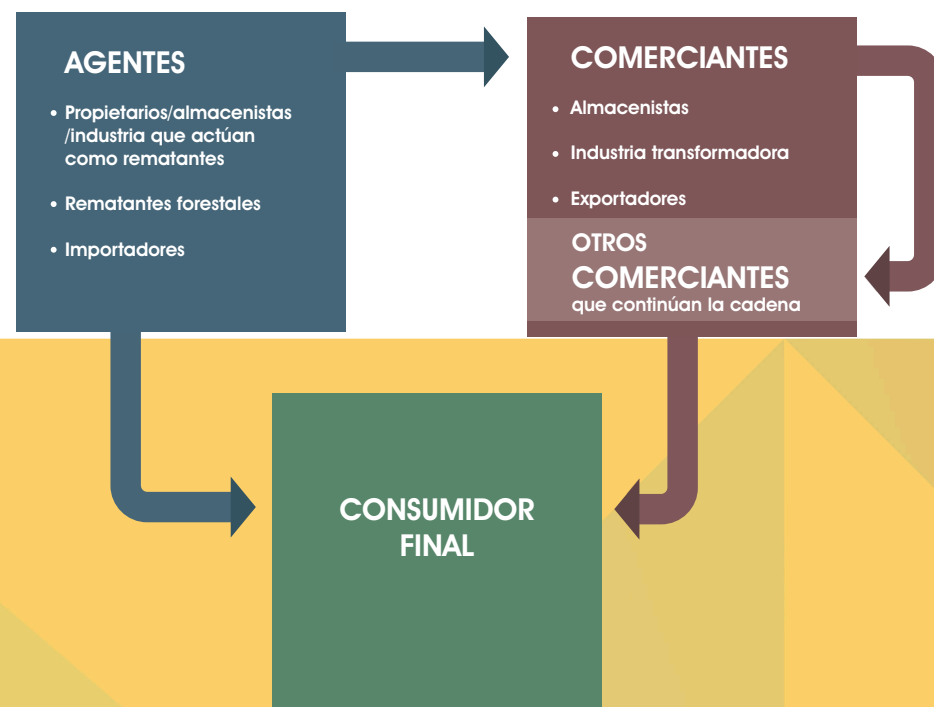 AGENTES
• Propietarios/almacenistas
/industria que actúan
como rematantes
• Rematantes forestales
• Importadores
COMERCIANTES
• Almacenistas
• Industria transformadora
• Exportadores
OTROS
COMERCIANTES
que continúan la cadena
CONSUMIDOR
FINAL